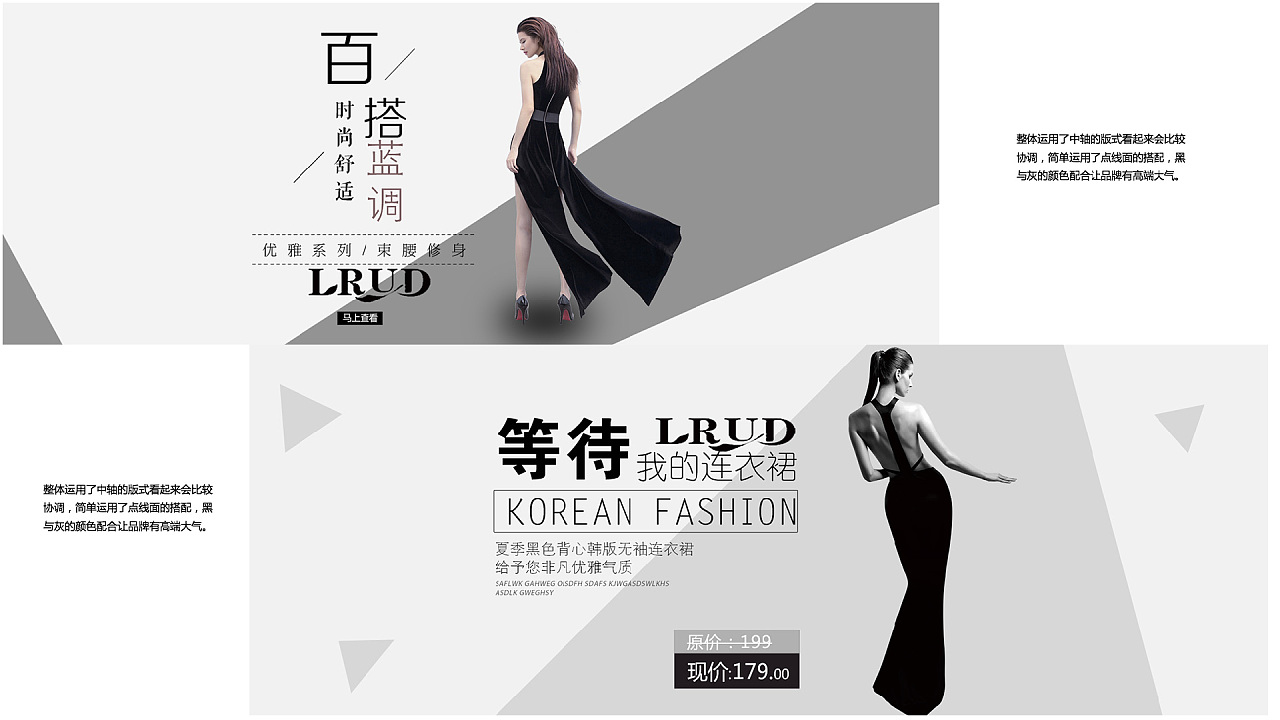 百搭蓝调
时尚舒适
优雅系列/束腰修身
LRUD
马上查看
整体运用了中轴的版式看起来会比较
协调，简单运用了点线面的搭配，黑
与灰的颜色配合让品牌有高端大气。
整体运用了中轴的版式看起来会比较
协调，简单运用了点线面的搭配，黑
与灰的颜色配合让品牌有高端大气。
等待
LRUD
我的连衣裙
KOREAN FASHION
夏季黑色背心韩版无袖连衣裙
给予您非凡优雅气质
SAFLWK GAHWEG OISDFH SDAFS KJWGASDSWLKHS
ASDLK GWEGHSY
原价：199
现价:179.00